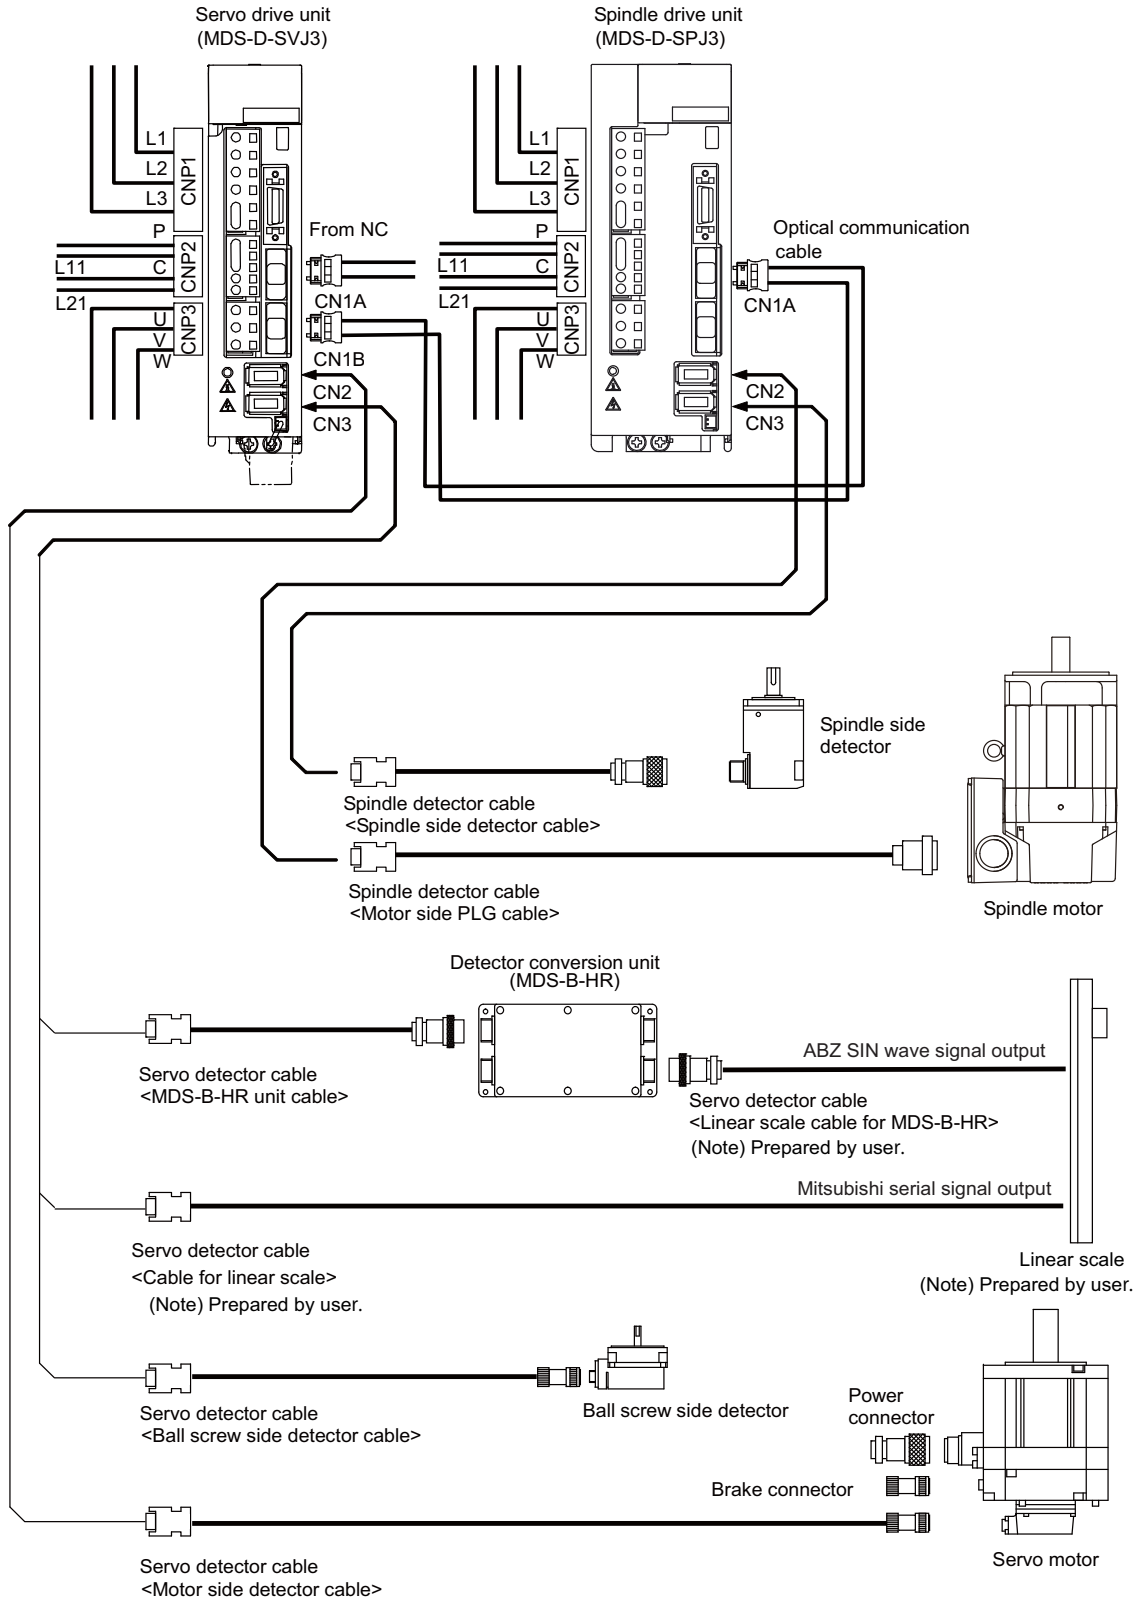 Servo drive unit
(MDS-D-SVJ3)
Spindle drive unit
(MDS-D-SPJ3)
L1
L2
L3
CNP1
P
L11
C
CNP2
L21
U
V
W
CNP3
From NC
CN1A
CN1B
CN2
CN3
L1
L2
L3
CNP1
P
L11
C
CNP2
L21
U
V
W
CNP3
Optical communication
cable
CN1A
CN2
CN3
Spindle side
detector
Spindle detector cable
<Spindle side detector cable>
Spindle detector cable
<Motor side PLG cable>
Spindle motor
Detector conversion unit
(MDS-B-HR)
ABZ SIN wave signal output
Servo detector cable
<MDS-B-HR unit cable>
Servo detector cable
<Linear scale cable for MDS-B-HR>
(Note) Prepared by user.
Mitsubishi serial signal output
Servo detector cable
<Cable for linear scale>
(Note) Prepared by user.
Linear scale
(Note) Prepared by user.
Servo detector cable
<Ball screw side detector cable>
Ball screw side detector
Power
connector
Brake connector
Servo detector cable
<Motor side detector cable>
Servo motor